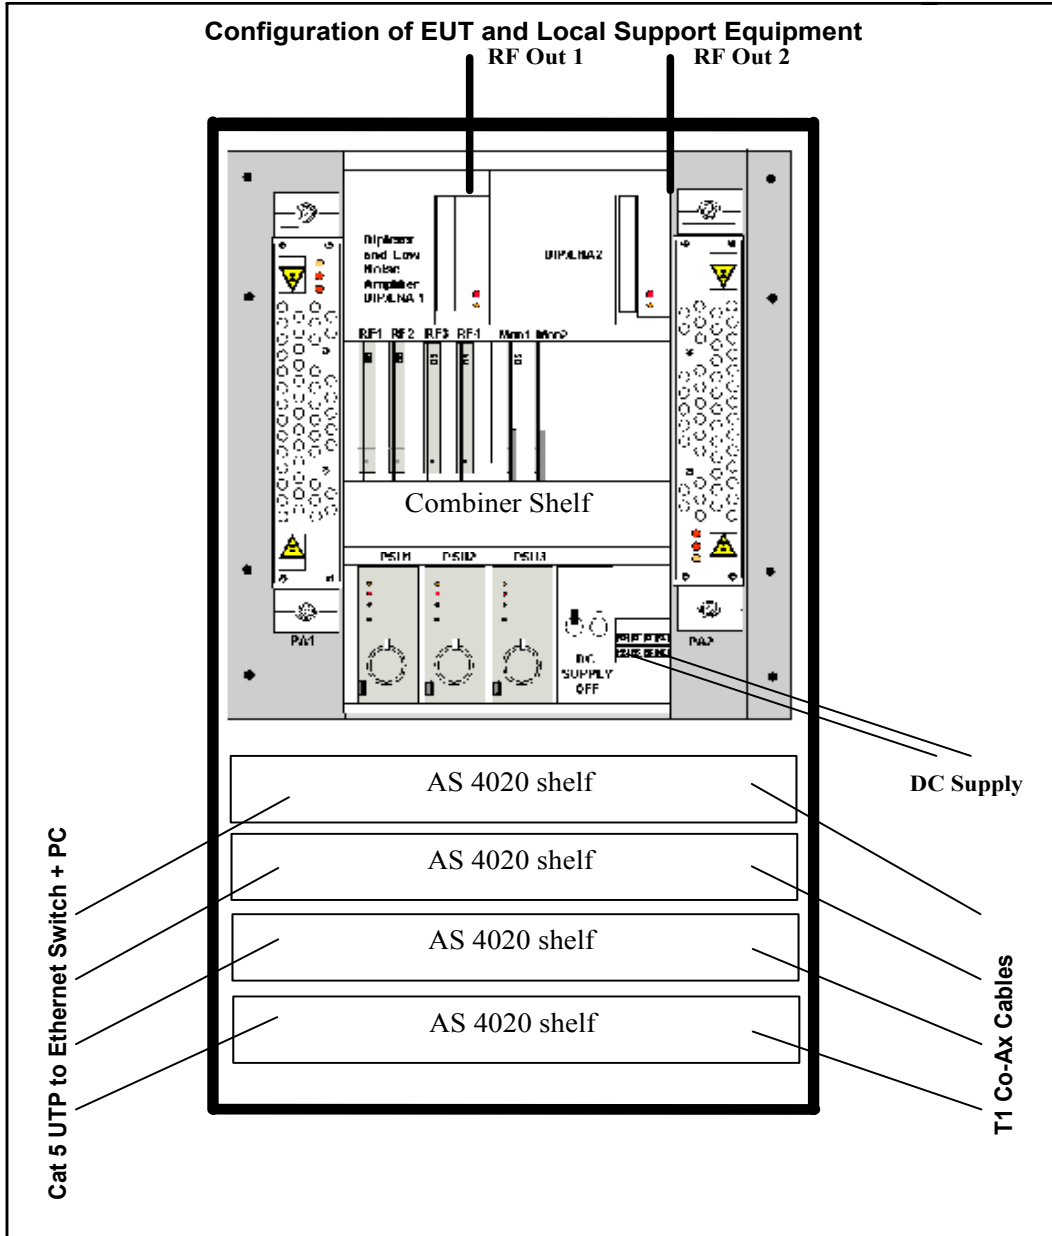 Configuration of EUT and Local Support Equipment
RF Out 1
RF Out 2
Diplexer
and Low
Noise
Amplifier
DIP/LNA 1
DIP/LNA2
RF1 RF2 RF3 RF4 Mon1 Mon2
Combiner Shelf
PSU1 PSU2 PSU3
DC
SUPPLY
OFF
PA1
PA2
DC Supply
AS 4020 shelf
AS 4020 shelf
AS 4020 shelf
AS 4020 shelf
Cat 5 UTP to Ethernet Switch + PC
T1 Co-Ax Cables